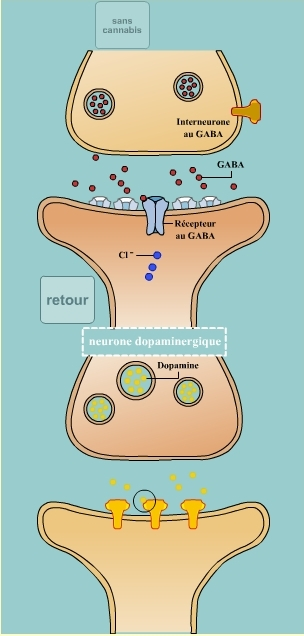 sans
cannabis
Interneurone
au GABA
GABA
Récepteur
au GABA
Cl⁻
retour
neurone dopaminergique
Dopamine